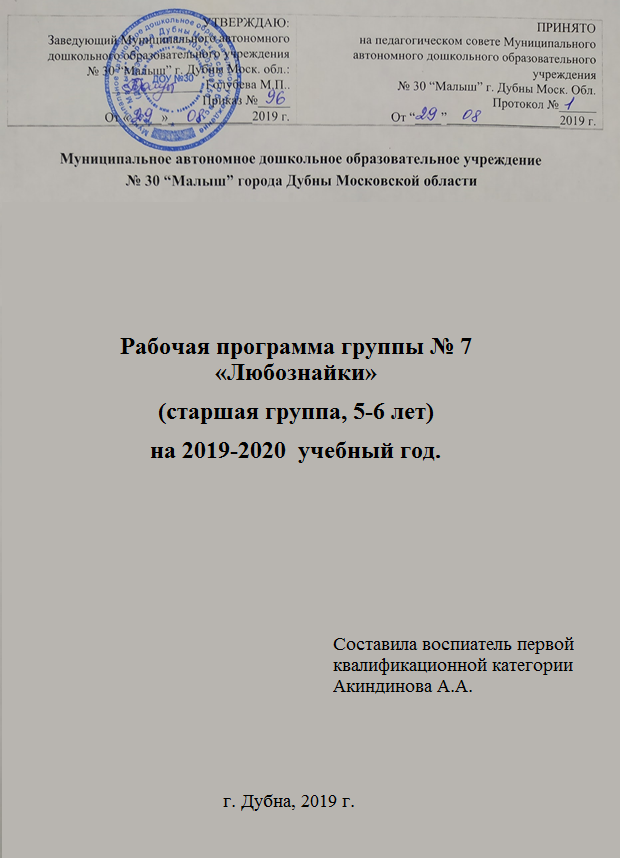 УТВЕРЖДАЮ:
Заведующий Муниципального автономного
дошкольного образовательного учреждения
№ 30 “Малыш” г. Дубны Моск. обл.:
Голубева М.П..
Приказ № 96
От «29» 08 2019 г.
ПРИНЯТО
на педагогическом совете Муниципального
автономного дошкольного образовательного
учреждения
№ 30 “Малыш” г. Дубны Моск. Обл.
Протокол № 1
От “29” 08 2019 г.
ДОУ №30
Муниципальное автономное дошкольное образовательное учреждение
№ 30 “Малыш” города Дубны Московской области
Рабочая программа группы № 7
«Любознайки»
(старшая группа, 5-6 лет)
на 2019-2020 учебный год.
Составила воспиатель первой
квалификационной категории
Акиндинова А.А.
г. Дубна, 2019 г.